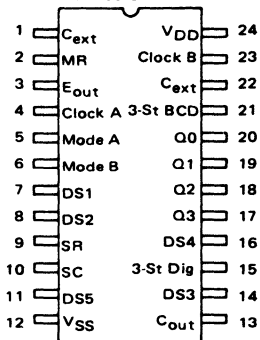 1 Cext VDD 24
2 MR Clock B 23
3 Eout Cext 22
4 Clock A 3-St BCD 21
5 Mode A Q0 20
6 Mode B Q1 19
7 DS1 Q2 18
8 DS2 Q3 17
9 SR DS4 16
10 SC 3-St Dig 15
11 DS5 DS3 14
12 VSS Cout 13